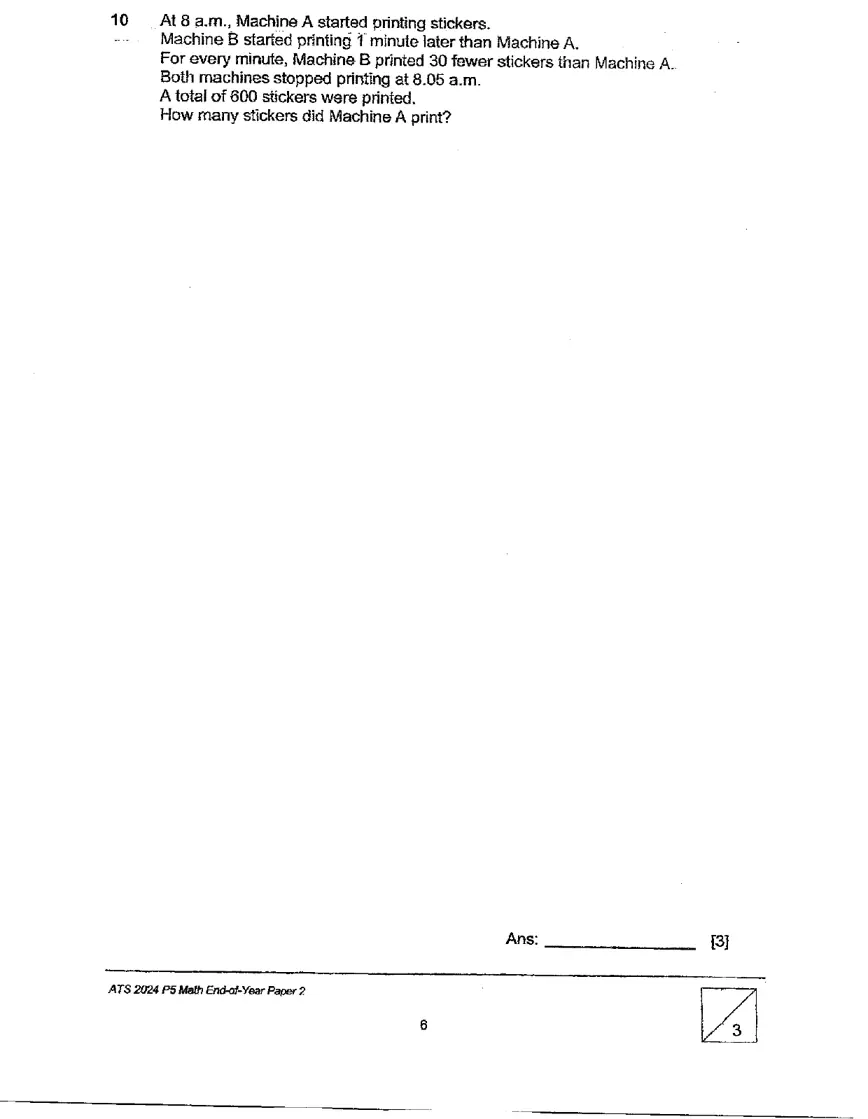 10 At 8 a.m., Machine A started printing stickers.
Machine B started printing 1 minute later than Machine A.
For every minute, Machine B printed 30 fewer stickers than Machine A.
Both machines stopped printing at 8.05 a.m.
A total of 600 stickers were printed.
How many stickers did Machine A print?
Ans: ____________ [3]
ATS 2024 P5 Math End-of-Year Paper 2
6
3